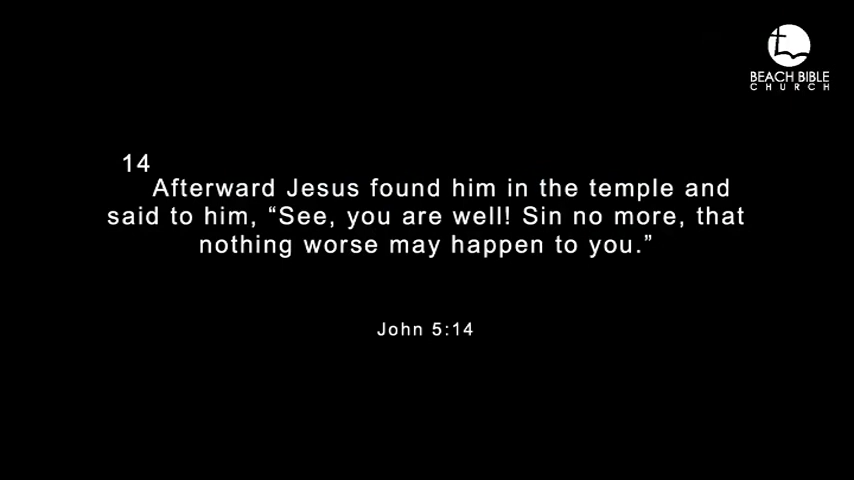 BEACH BIBLE
CHURCH
14
Afterward Jesus found him in the temple and
said to him, “See, you are well! Sin no more, that
nothing worse may happen to you.”
John 5:14